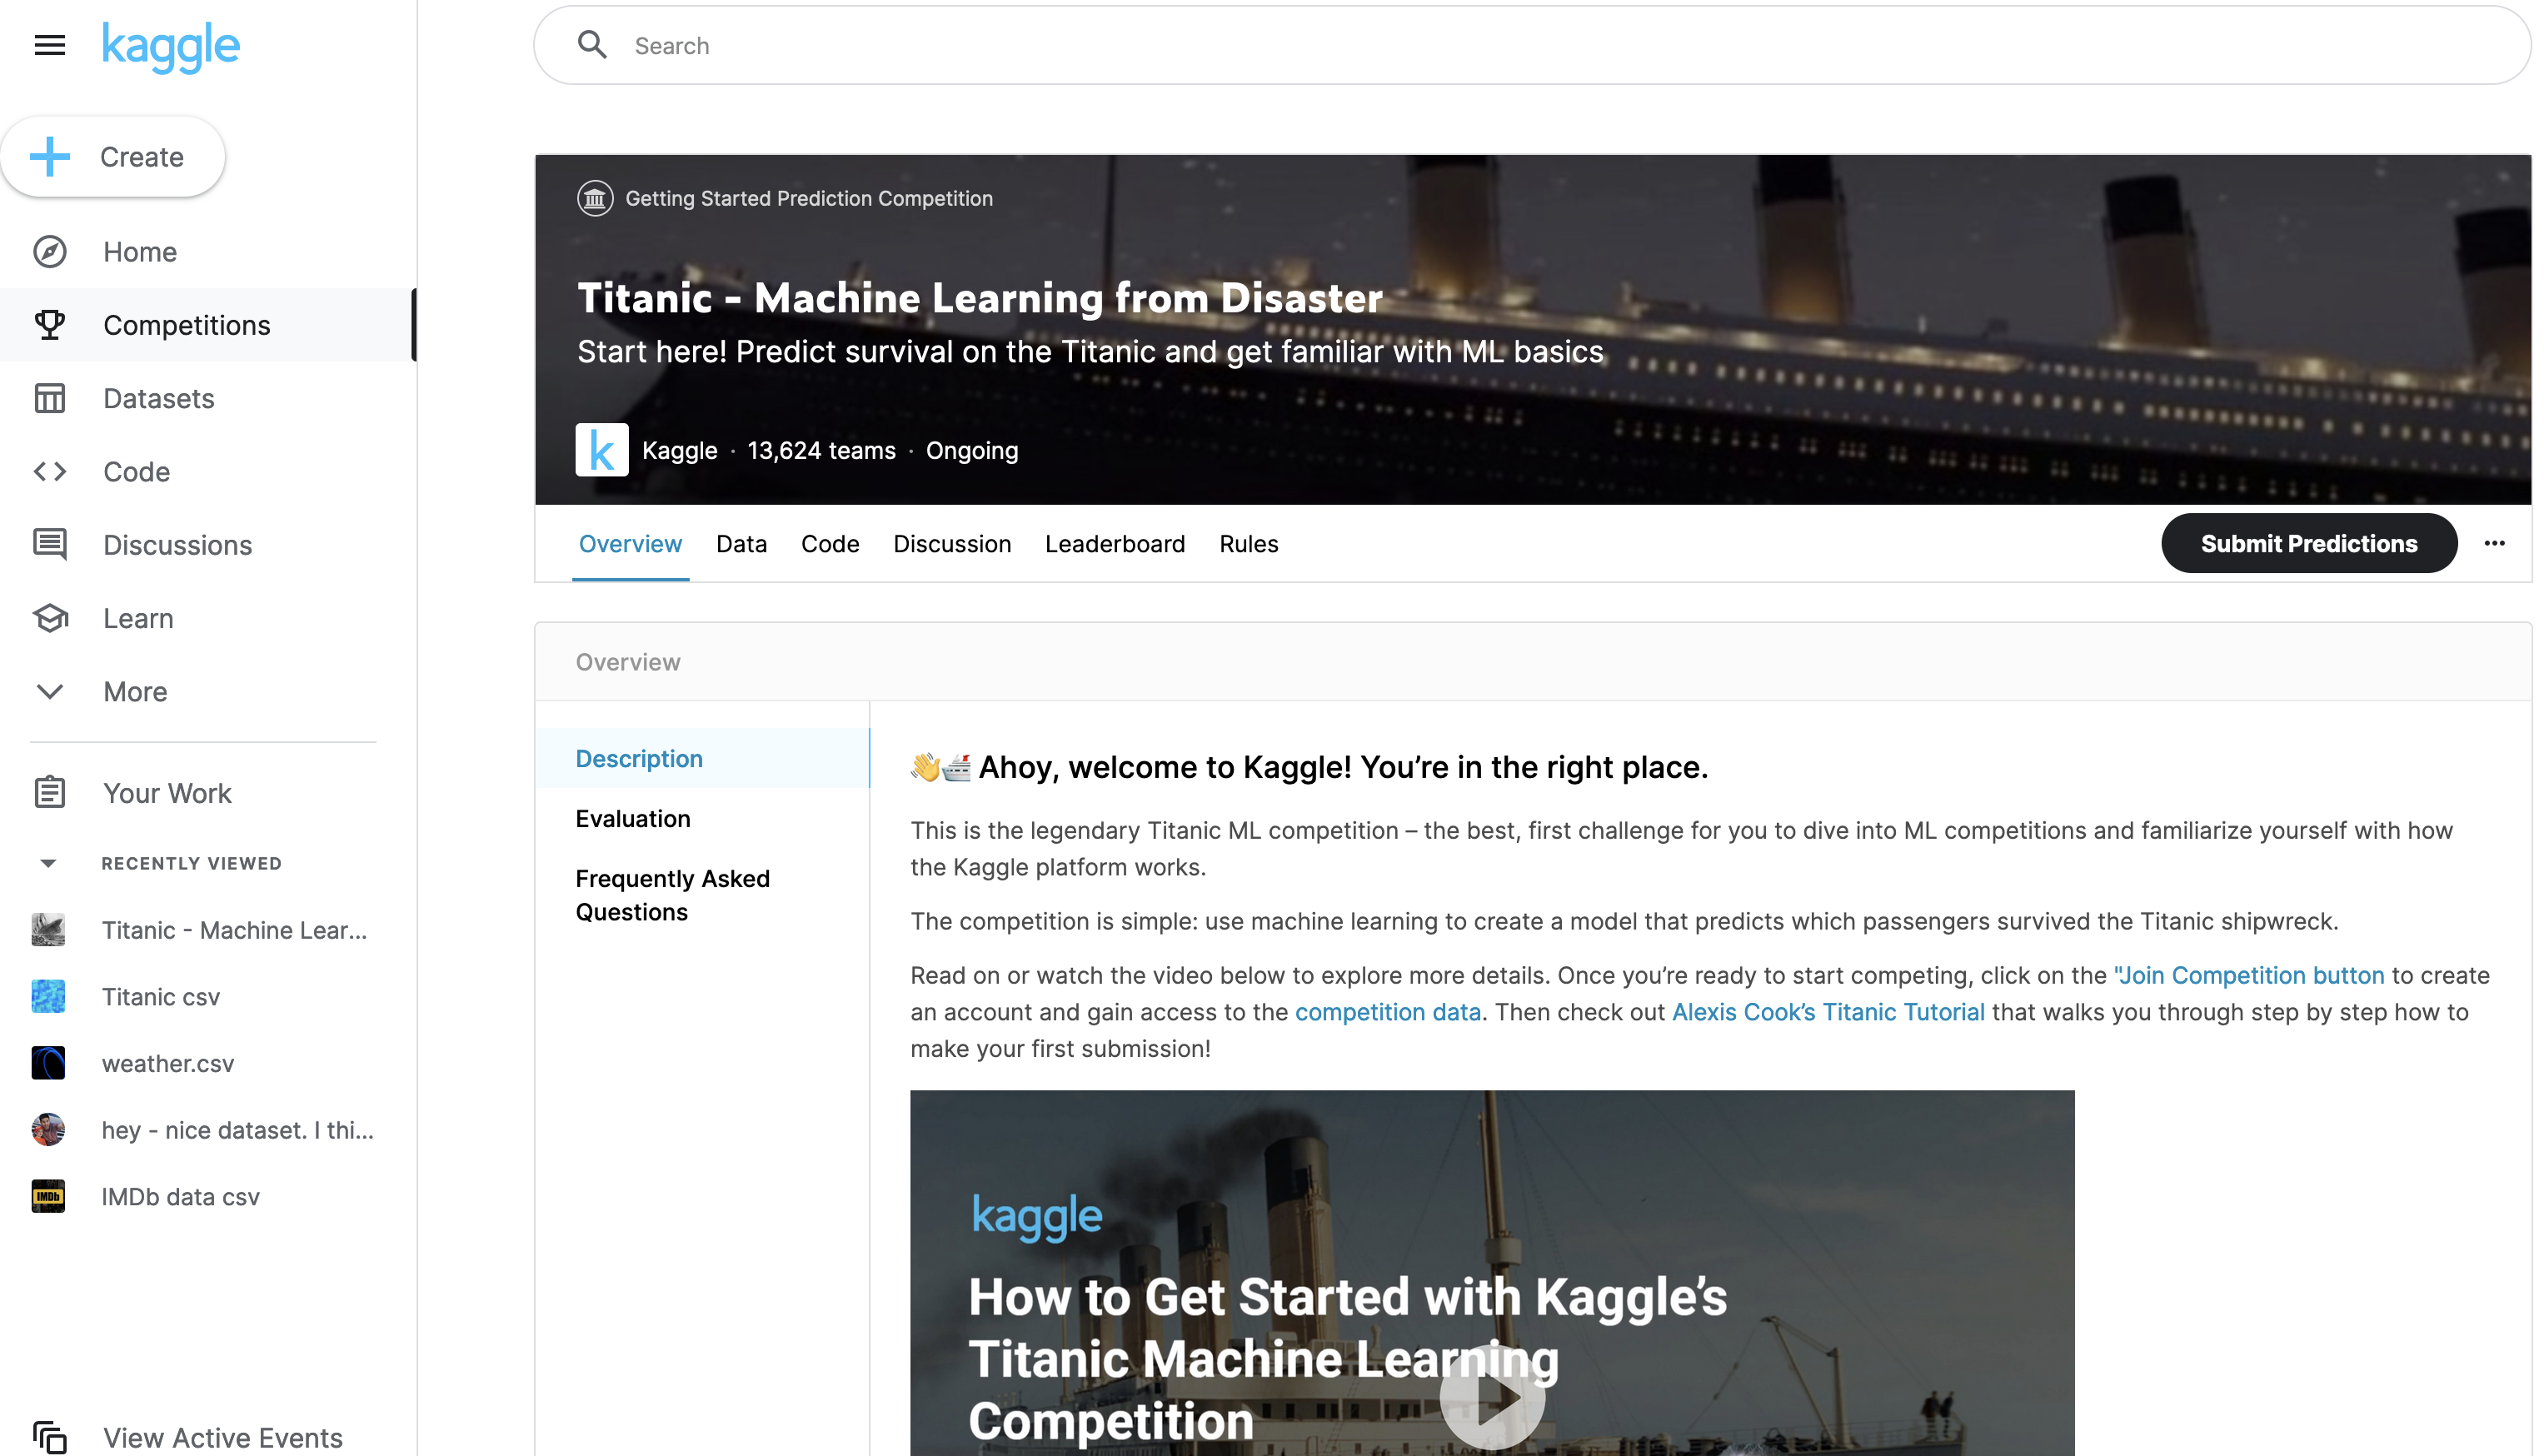 kaggle
Search
Create
Home
Competitions
Datasets
Code
Discussions
Learn
More
Your Work
RECENTLY VIEWED
Titanic - Machine Lear...
Titanic csv
weather.csv
hey - nice dataset. I thi...
IMDb
IMDb data csv
View Active Events
Getting Started Prediction Competition
Titanic - Machine Learning from Disaster
Start here! Predict survival on the Titanic and get familiar with ML basics
k
Kaggle · 13,624 teams · Ongoing
Overview Data Code Discussion Leaderboard Rules
Submit Predictions
Overview
Description
Evaluation
Frequently Asked
Questions
👋🛳️ Ahoy, welcome to Kaggle! You’re in the right place.
This is the legendary Titanic ML competition – the best, first challenge for you to dive into ML competitions and familiarize yourself with how
the Kaggle platform works.
The competition is simple: use machine learning to create a model that predicts which passengers survived the Titanic shipwreck.
Read on or watch the video below to explore more details. Once you’re ready to start competing, click on the "Join Competition button to create
an account and gain access to the competition data. Then check out Alexis Cook’s Titanic Tutorial that walks you through step by step how to
make your first submission!
kaggle
How to Get Started with Kaggle’s
Titanic Machine Learning
Competition